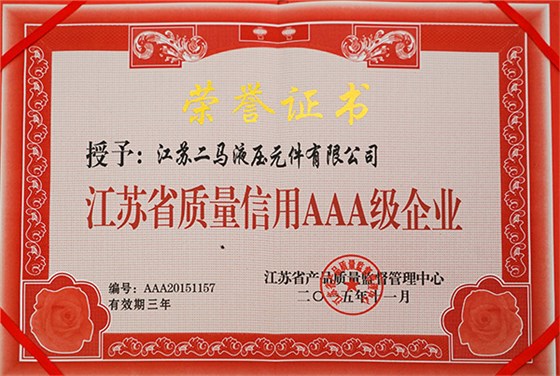 荣誉证书
授予：江苏二马液压元件有限公司
江苏省质量信用AAA级企业
江苏省产品质量监督管理中心
编号：AAA20151157
二〇一五年十一月
有效期三年